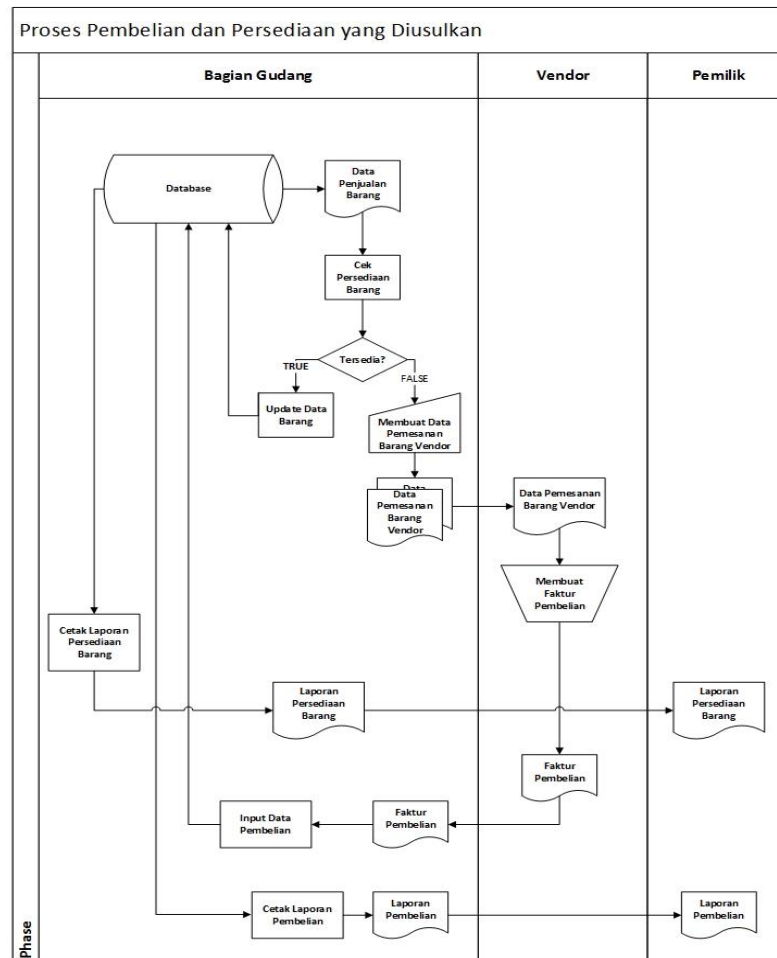 Proses Pembelian dan Persediaan yang Diusulkan
Bagian Gudang
Vendor
Pemilik
Database
Data
Penjualan
Barang
Cek
Persediaan
Barang
Tersedia?
TRUE
FALSE
Update Data
Barang
Membuat Data
Pemesanan
Barang Vendor
Data
Data
Pemesanan
Barang
Vendor
Data Pemesanan
Barang Vendor
Membuat
Faktur
Pembelian
Cetak Laporan
Persediaan
Barang
Laporan
Persediaan
Barang
Laporan
Persediaan
Barang
Faktur
Pembelian
Input Data
Pembelian
Faktur
Pembelian
Cetak Laporan
Pembelian
Laporan
Pembelian
Laporan
Pembelian
Phase